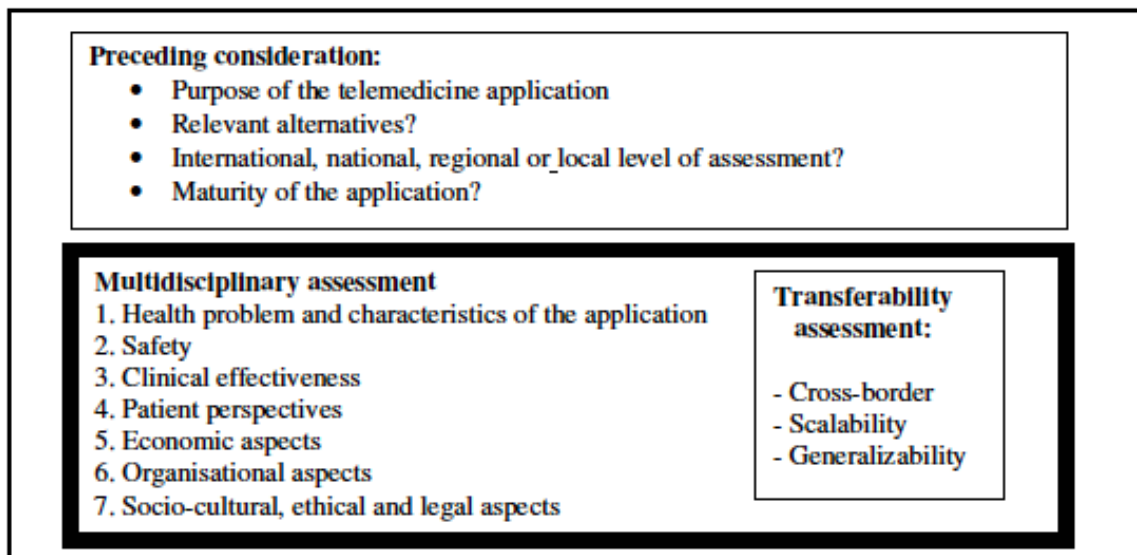 Preceding consideration:
• Purpose of the telemedicine application
• Relevant alternatives?
• International, national, regional or local level of assessment?
• Maturity of the application?
Multidisciplinary assessment
1. Health problem and characteristics of the application
2. Safety
3. Clinical effectiveness
4. Patient perspectives
5. Economic aspects
6. Organisational aspects
7. Socio-cultural, ethical and legal aspects
Transferability
assessment:
- Cross-border
- Scalability
- Generalizability